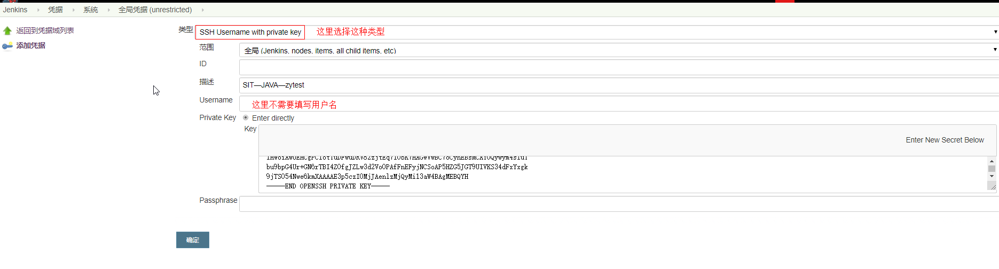 Jenkins 凭据 系统 全局凭据 (unrestricted)
返回到凭据域列表
添加凭据
类型 SSH Username with private key 这里选择这种类型
范围 全局 (Jenkins, nodes, items, all child items, etc)
ID
描述 SIT—JAVA—zytest
Username 这里不需要填写用户名
Private Key Enter directly
Key
Enter New Secret Below
-----END OPENSSH PRIVATE KEY-----
Passphrase
确定